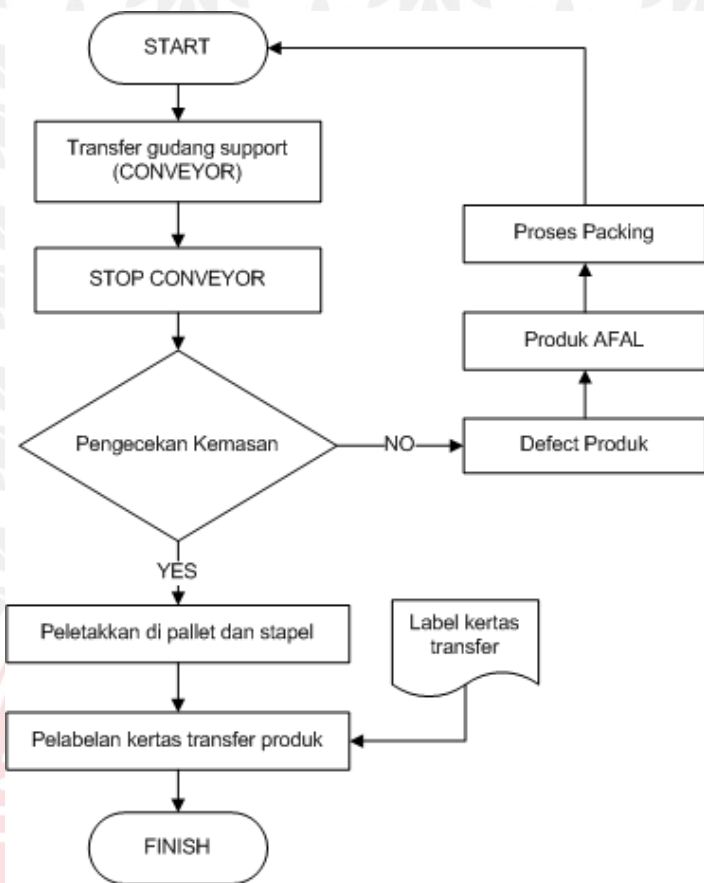 START
Transfer gudang support
(CONVEYOR)
STOP CONVEYOR
Pengecekan Kemasan
NO
Defect Produk
Produk AFAL
Proses Packing
YES
Peletakkan di pallet dan stapel
Label kertas
transfer
Pelabelan kertas transfer produk
FINISH